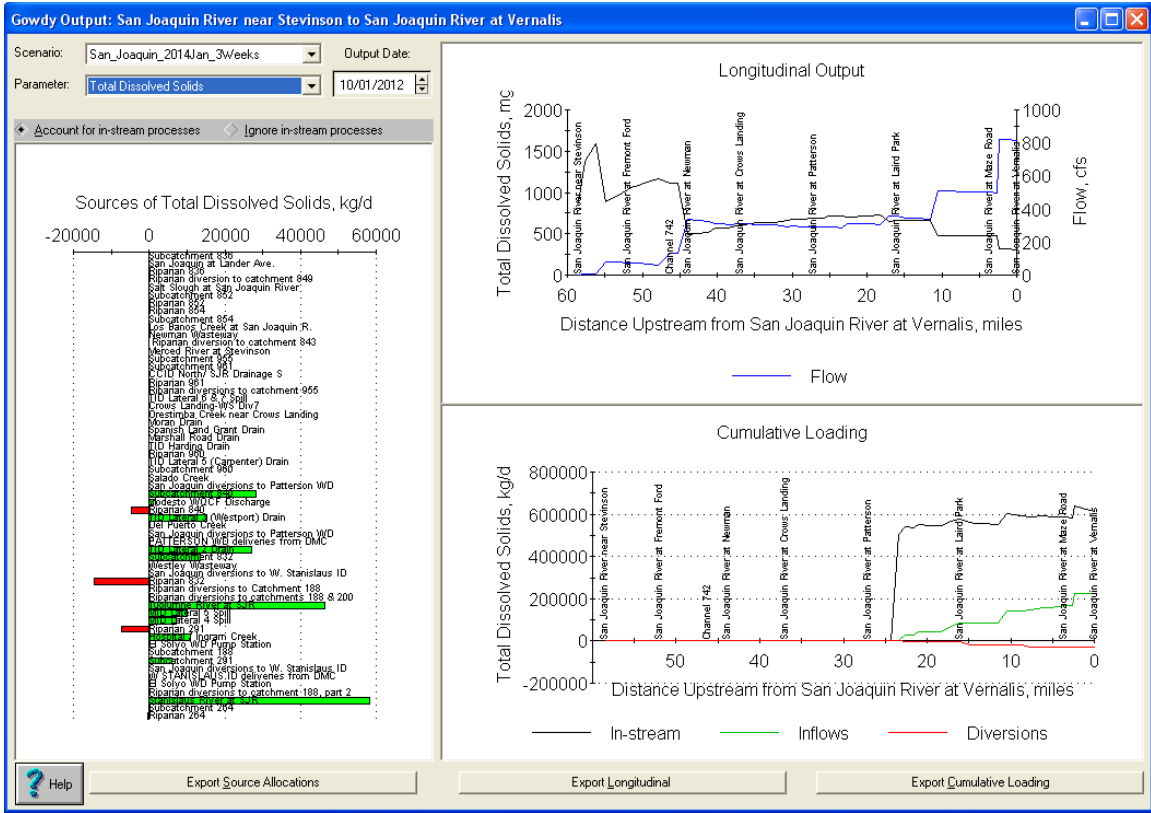 Gowdy Output: San Joaquin River near Stevinson to San Joaquin River at Vernalis
Scenario:
San_Joaquin_2014Jan_3Weeks
Output Date:
Parameter:
Total Dissolved Solids
10/01/2012
Account for in-stream processes
Ignore in-stream processes
Sources of Total Dissolved Solids, kg/d
-20000 0 20000 40000 60000
Subcatchment 836
San Joaquin at Lander Ave.
Riparian 836
Riparian diversion to catchment 849
Salt Slough at San Joaquin River
Subcatchment 852
Riparian 852
Riparian 854
Subcatchment 854
Los Banos Creek at San Joaquin R.
Newman Wasteway
Riparian diversion to catchment 843
Merced River at Stevinson
Subcatchment 955
Subcatchment 961
CCID North/ SJR Drainage S
Riparian 961
Riparian diversions to catchment 955
TID Lateral 6 & 7 Spill
Crows Landing-WS Div7
Orestimba Creek near Crows Landing
Moran Drain
Spanish Land Grant Drain
Marshall Road Drain
TID Harding Drain
Riparian 960
TID Lateral 5 (Carpenter) Drain
Subcatchment 960
Salado Creek
San Joaquin diversions to Patterson WD
Subcatchment 840
Modesto WQCF Discharge
Riparian 840
TID Lateral 3 (Westport) Drain
Del Puerto Creek
San Joaquin diversions to Patterson WD
PATTERSON WD deliveries from DMC
TID Lateral 2 Drain
Subcatchment 832
Westley Wasteway
San Joaquin diversions to W. Stanislaus ID
Riparian 832
Riparian diversions to Catchment 188
Riparian diversions to catchments 188 & 200
Tuolumne River at SJR
MID Lateral 5 Spill
MID Lateral 4 Spill
Riparian 291
Hospital / Ingram Creek
El Solyo WD Pump Station
Subcatchment 188
Subcatchment 291
San Joaquin diversions to W. Stanislaus ID
W STANISLAUS ID deliveries from DMC
El Solyo WD Pump Station
Riparian diversions to catchment 188, part 2
Stanislaus River at SJR
Subcatchment 264
Riparian 264
Longitudinal Output
Total Dissolved Solids, mg
2000
1500
1000
500
0
San Joaquin River near Stevinson
San Joaquin River at Fremont Ford
Channel 742
San Joaquin River at Newman
San Joaquin River at Crows Landing
San Joaquin River at Patterson
San Joaquin River at Laird Park
San Joaquin River at Maze Road
San Joaquin River at Vernalis
1000
800
600
400
200
0
Flow, cfs
60 50 40 30 20 10 0
Distance Upstream from San Joaquin River at Vernalis, miles
Flow
Cumulative Loading
Total Dissolved Solids, kg/d
800000
600000
400000
200000
0
-200000
San Joaquin River near Stevinson
San Joaquin River at Fremont Ford
Channel 742
San Joaquin River at Newman
San Joaquin River at Crows Landing
San Joaquin River at Patterson
San Joaquin River at Laird Park
San Joaquin River at Maze Road
San Joaquin River at Vernalis
50 40 30 20 10 0
Distance Upstream from San Joaquin River at Vernalis, miles
In-stream Inflows Diversions
Help
Export Source Allocations
Export Longitudinal
Export Cumulative Loading